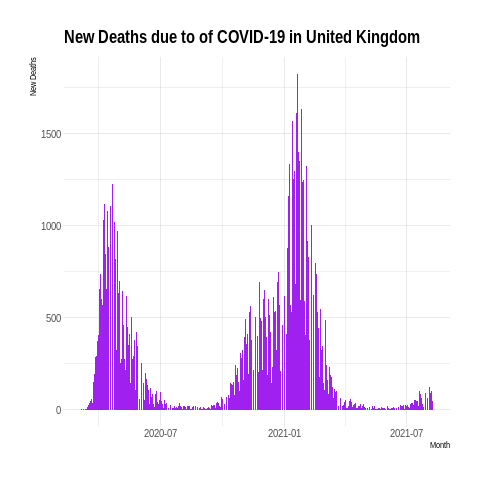 New Deaths due to of COVID-19 in United Kingdom
New Deaths
1500
1000
500
0
2020-07
2021-01
2021-07
Month